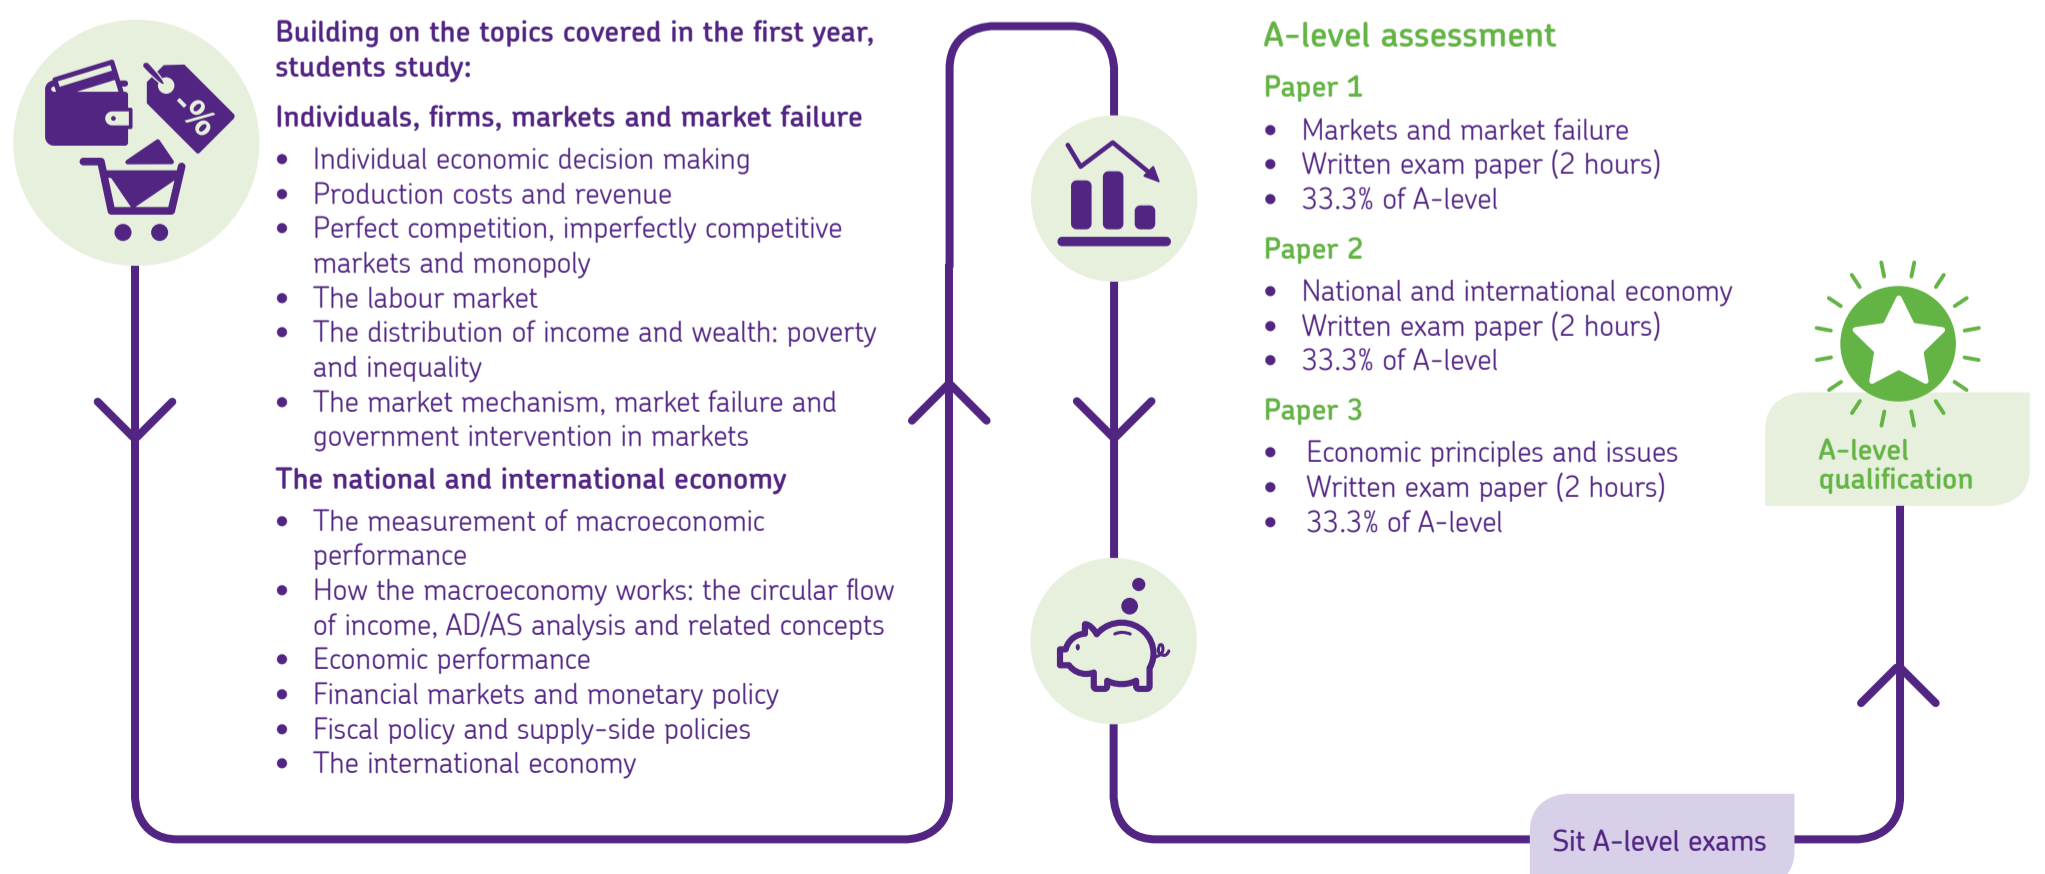 -%
Building on the topics covered in the first year,
students study:
Individuals, firms, markets and market failure
• Individual economic decision making
• Production costs and revenue
• Perfect competition, imperfectly competitive
markets and monopoly
• The labour market
• The distribution of income and wealth: poverty
and inequality
• The market mechanism, market failure and
government intervention in markets
The national and international economy
• The measurement of macroeconomic
performance
• How the macroeconomy works: the circular flow
of income, AD/AS analysis and related concepts
• Economic performance
• Financial markets and monetary policy
• Fiscal policy and supply-side policies
• The international economy
A-level assessment
Paper 1
• Markets and market failure
• Written exam paper (2 hours)
• 33.3% of A-level
Paper 2
• National and international economy
• Written exam paper (2 hours)
• 33.3% of A-level
Paper 3
• Economic principles and issues
• Written exam paper (2 hours)
• 33.3% of A-level
Sit A-level exams
A-level
qualification